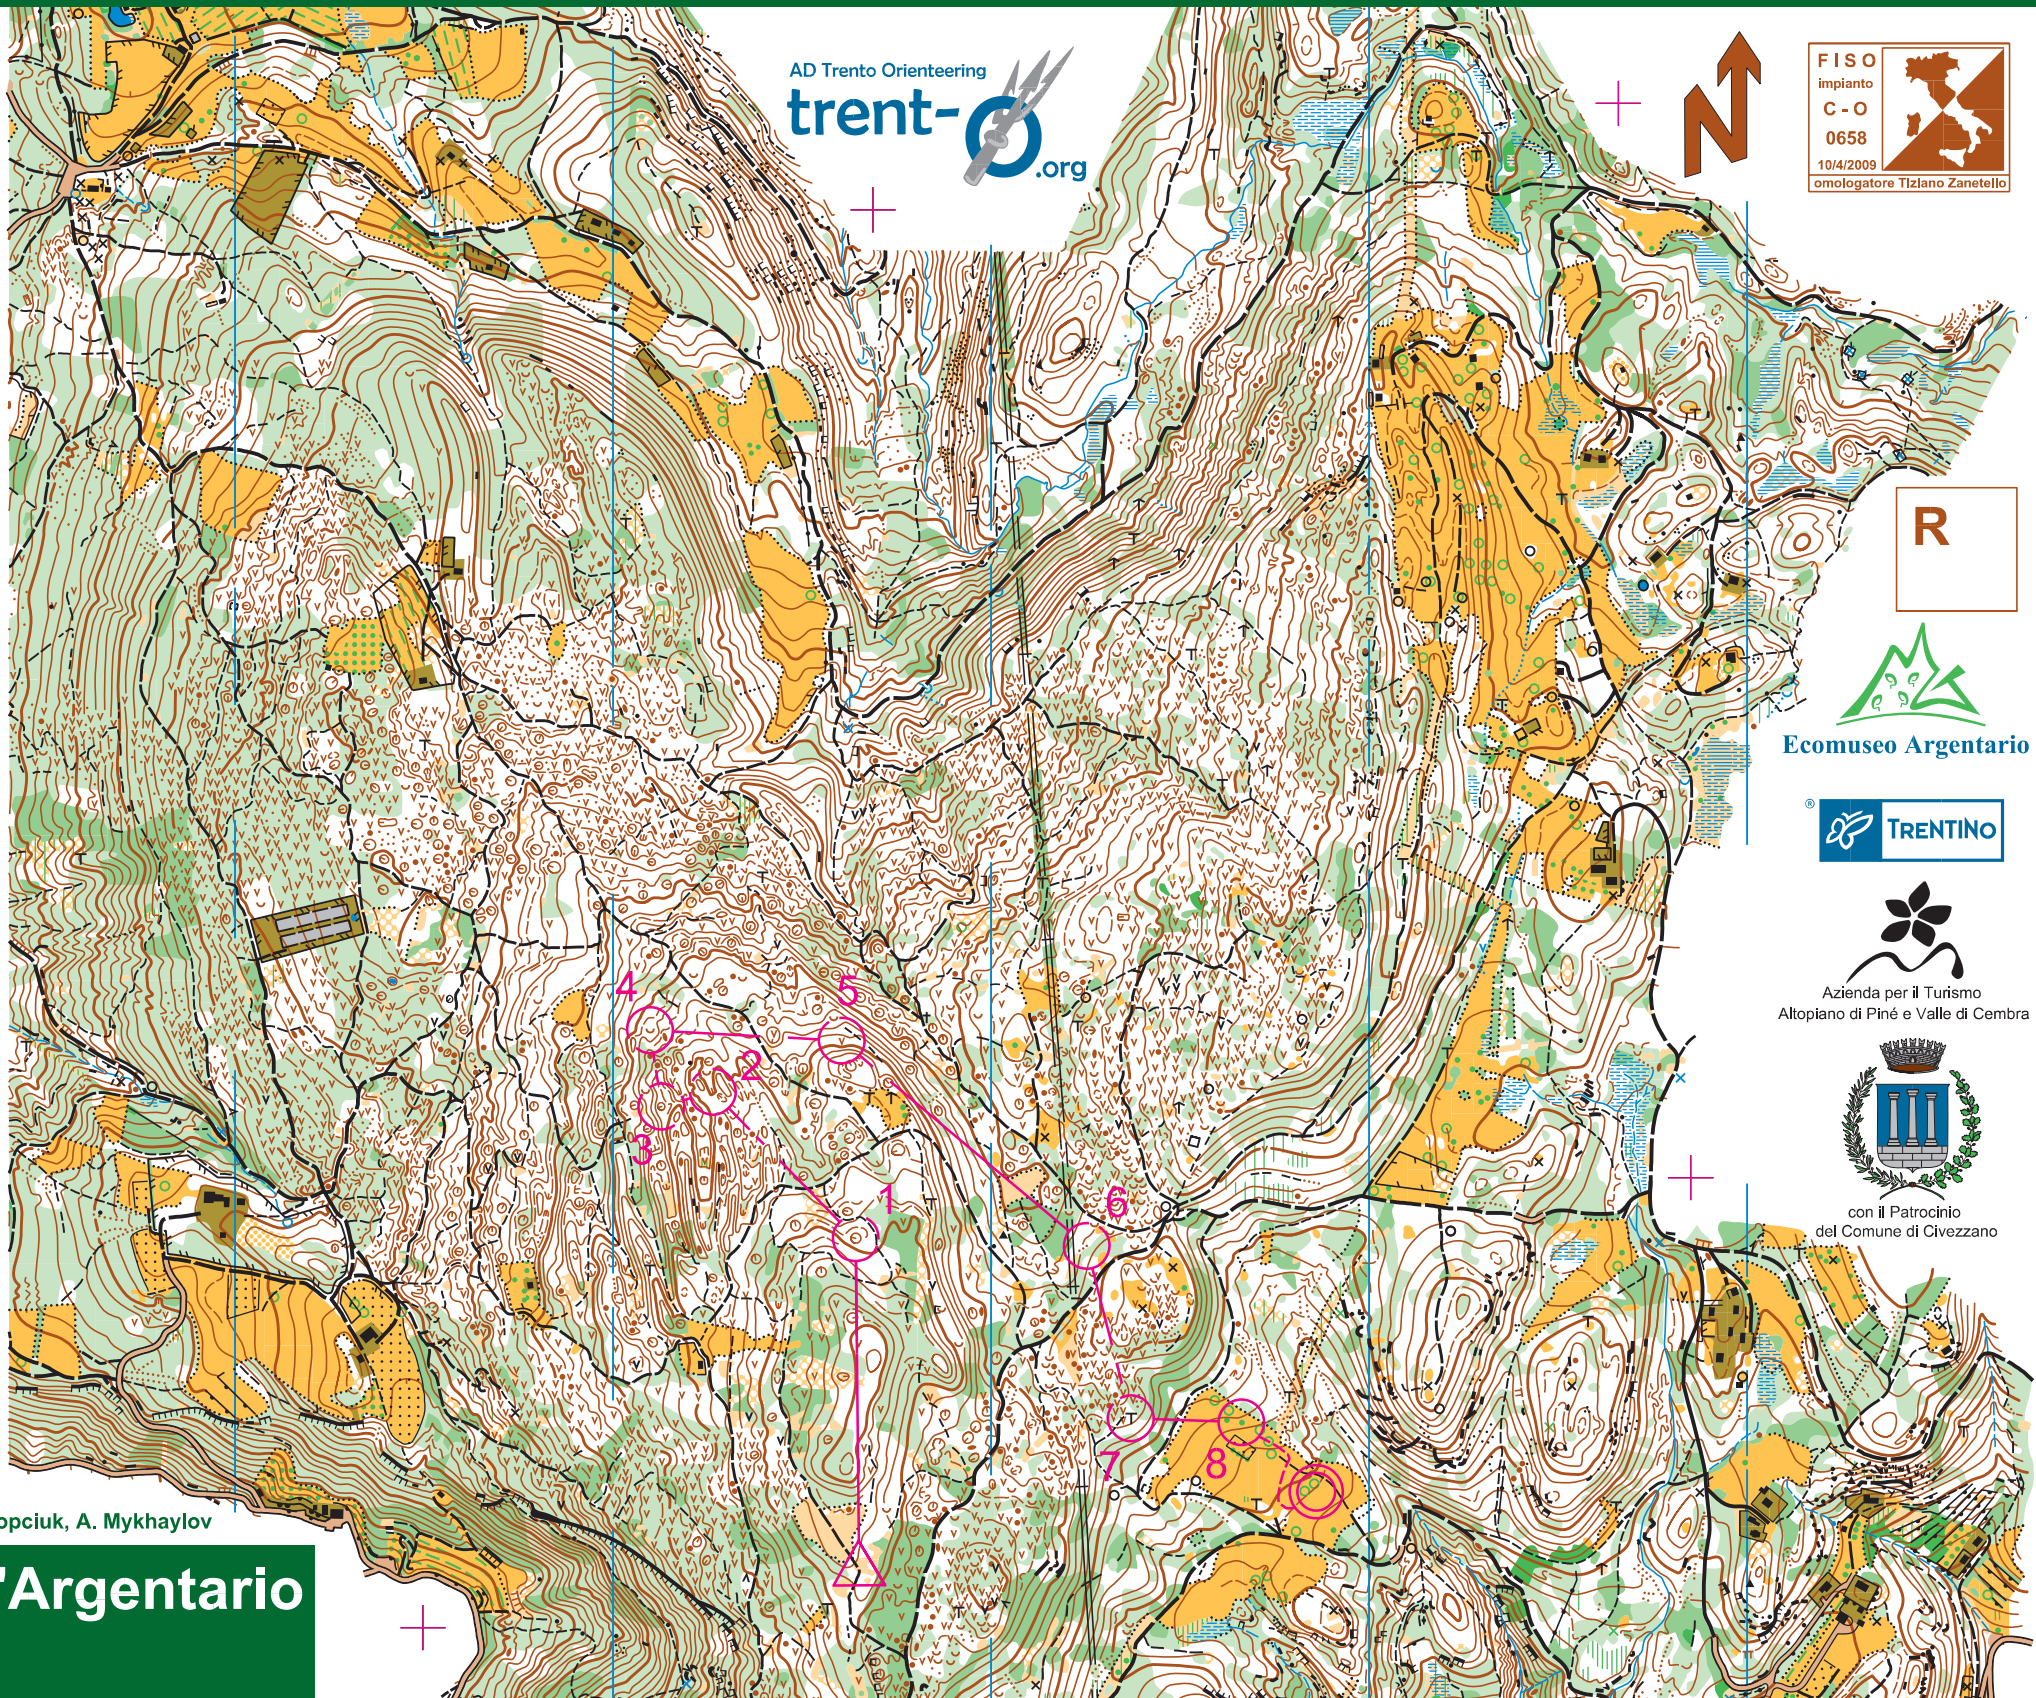 AD Trento Orienteering
trent-O
.org
N
FISO
impianto
C - O
0658
10/4/2009
omologatore TIziano Zanetello
R
Ecomuseo Argentario
® TRENTINO
Azienda per il Turismo
Altopiano di Piné e Valle di Cembra
con il Patrocinio
del Comune di Civezzano
4
5
2
3
1
6
7
8
opciuk, A. Mykhaylov
'Argentario